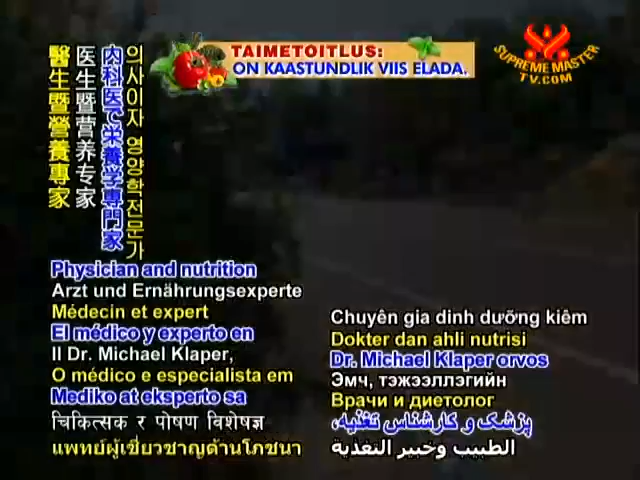 TAIMETOITLUS:
ON KAASTUNDLIK VIIS ELADA.
SUPREME MASTER
TV.COM
醫生暨營養專家
医生暨营养专家
内科医で栄養学専門家
의사이자 영양학전문가
Physician and nutrition
Arzt und Ernährungsexperte
Médecin et expert
El médico y experto en
Il Dr. Michael Klaper,
O médico e especialista em
Mediko at eksperto sa
चिकित्सक र पोषण विशेषज्ञ
แพทย์ผู้เชี่ยวชาญด้านโภชนา
Chuyên gia dinh dưỡng kiêm
Dokter dan ahli nutrisi
Dr. Michael Klaper orvos
Эмч, тэжээллэгийн
Врачи и диетолог
پزشک و کارشناس تغذیه،
الطبيب وخبير التغذية